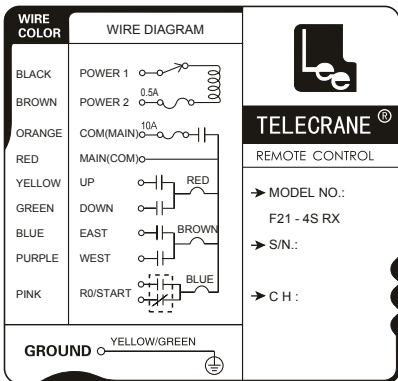 WIRE COLOR
WIRE DIAGRAM
BLACK POWER 1
BROWN POWER 2 0.5A
ORANGE COM(MAIN) 10A
RED MAIN(COM)
YELLOW UP RED
GREEN DOWN
BLUE EAST BROWN
PURPLE WEST
PINK R0/START BLUE
GROUND YELLOW/GREEN
Lee
TELECRANE ®
REMOTE CONTROL
MODEL NO.:
F21 - 4S RX
S/N.:
C H :